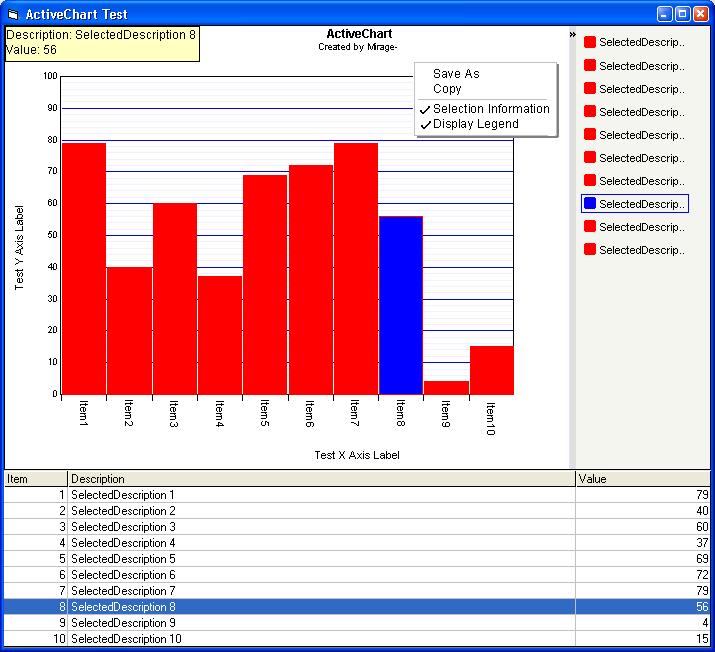 ActiveChart Test
Description: SelectedDescription 8
Value: 56
ActiveChart
Created by Mirage-
»
Save As
Copy
Selection Information
Display Legend
SelectedDescrip..
SelectedDescrip..
SelectedDescrip..
SelectedDescrip..
SelectedDescrip..
SelectedDescrip..
SelectedDescrip..
SelectedDescrip..
SelectedDescrip..
SelectedDescrip..
Test Y Axis Label
100
90
80
70
60
50
40
30
20
10
0
Item1
Item2
Item3
Item4
Item5
Item6
Item7
Item8
Item9
Item10
Test X Axis Label
Item Description Value
1 SelectedDescription 1 79
2 SelectedDescription 2 40
3 SelectedDescription 3 60
4 SelectedDescription 4 37
5 SelectedDescription 5 69
6 SelectedDescription 6 72
7 SelectedDescription 7 79
8 SelectedDescription 8 56
9 SelectedDescription 9 4
10 SelectedDescription 10 15